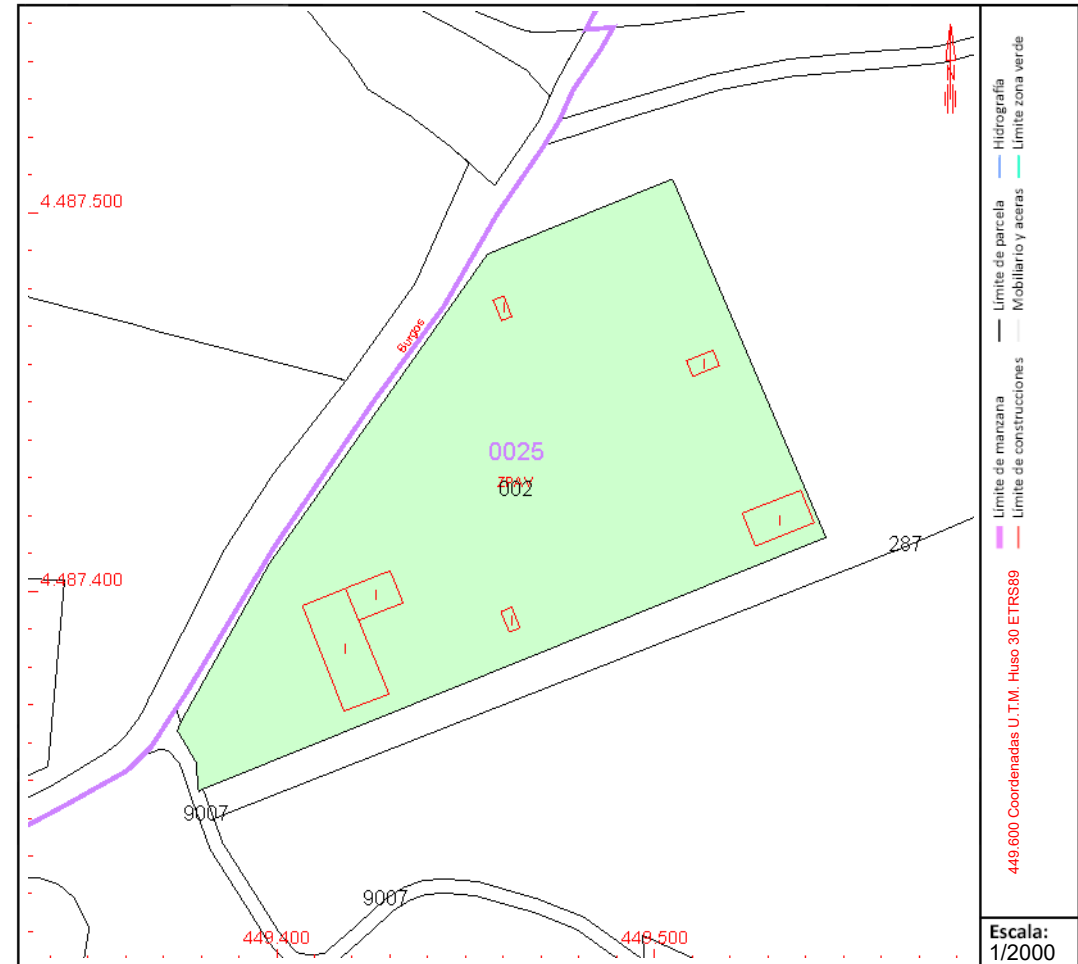 4.487.500
Burgos
0025
ZPAV
002
287
4.487.400
9007
9007
449.400
449.500
Hidrografía
Límite zona verde
Límite de parcela
Mobiliario y aceras
Límite de manzana
Límite de construcciones
449.600 Coordenadas U.T.M. Huso 30 ETRS89
Escala:
1/2000
N
I
I
I
I
I
I